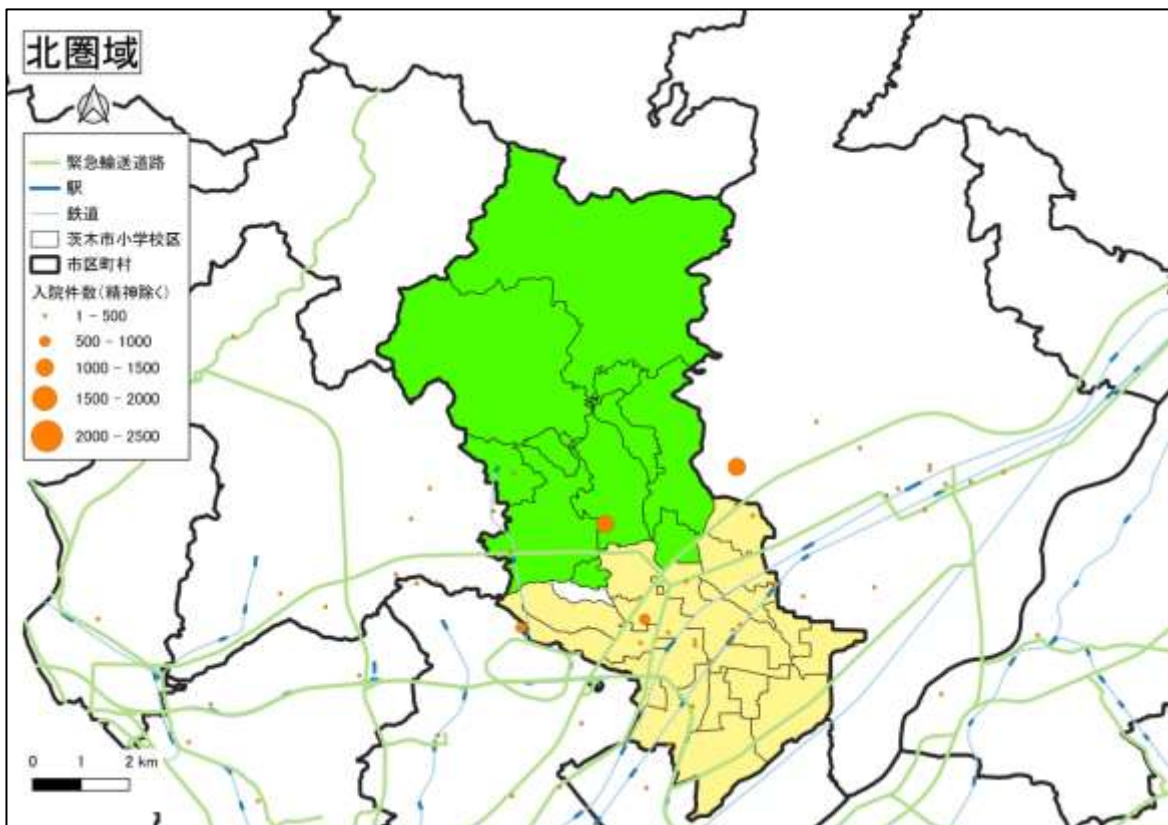 北圏域
緊急輸送道路
駅
鉄道
茨木市小学校区
市区町村
入院件数(精神除く)
1 - 500
500 - 1000
1000 - 1500
1500 - 2000
2000 - 2500
0 1 2 km